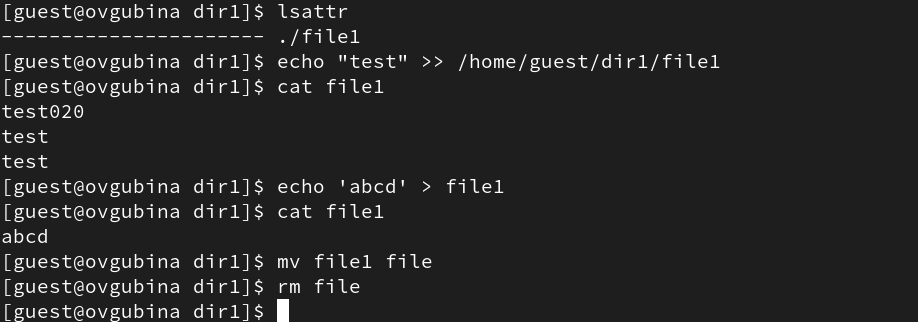 [guest@ovgubina dir1]$ lsattr
---------------------- ./file1
[guest@ovgubina dir1]$ echo "test" >> /home/guest/dir1/file1
[guest@ovgubina dir1]$ cat file1
test020
test
test
[guest@ovgubina dir1]$ echo 'abcd' > file1
[guest@ovgubina dir1]$ cat file1
abcd
[guest@ovgubina dir1]$ mv file1 file
[guest@ovgubina dir1]$ rm file
[guest@ovgubina dir1]$